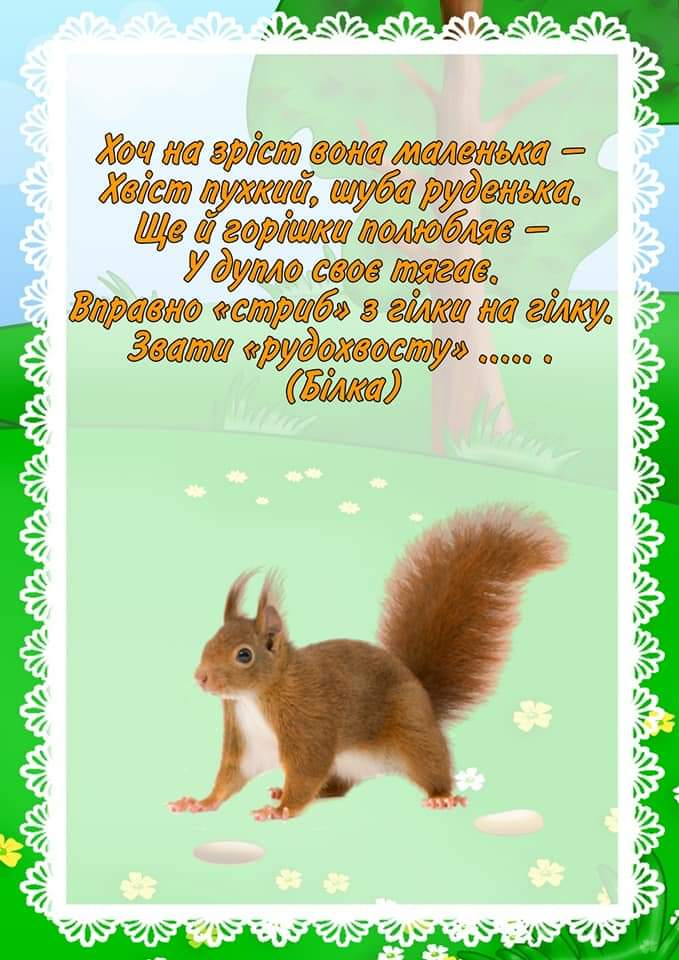 Хоч на зріст вона маленька –
Хвіст пухкий, шуба руденька.
Ще й горішки полюбляє –
У дупло своє тягає.
Вправно «стриб» з гілки на гілку.
Звати «рудохвосту» ..... .
(Білка)